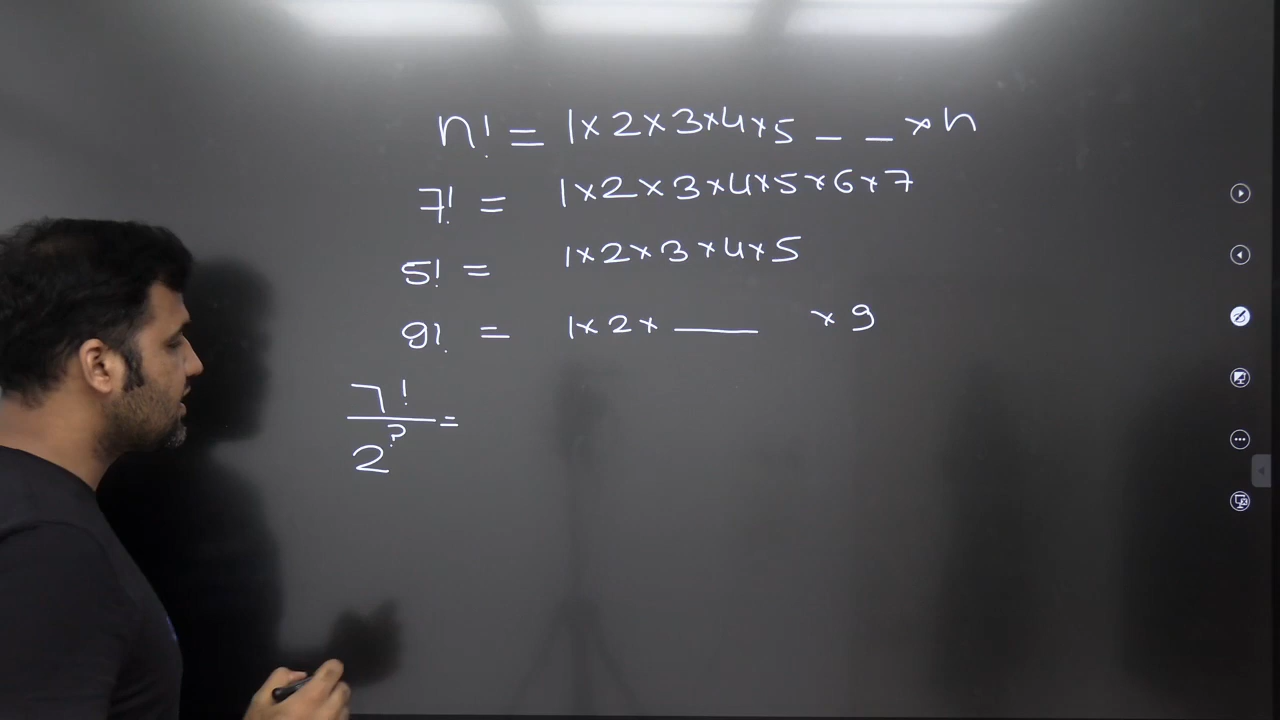 n! = 1×2×3×4×5 _ _ ×n
7! = 1×2×3×4×5×6×7
5! = 1×2×3×4×5
9! = 1×2× ___ ×9
7!
2^? =